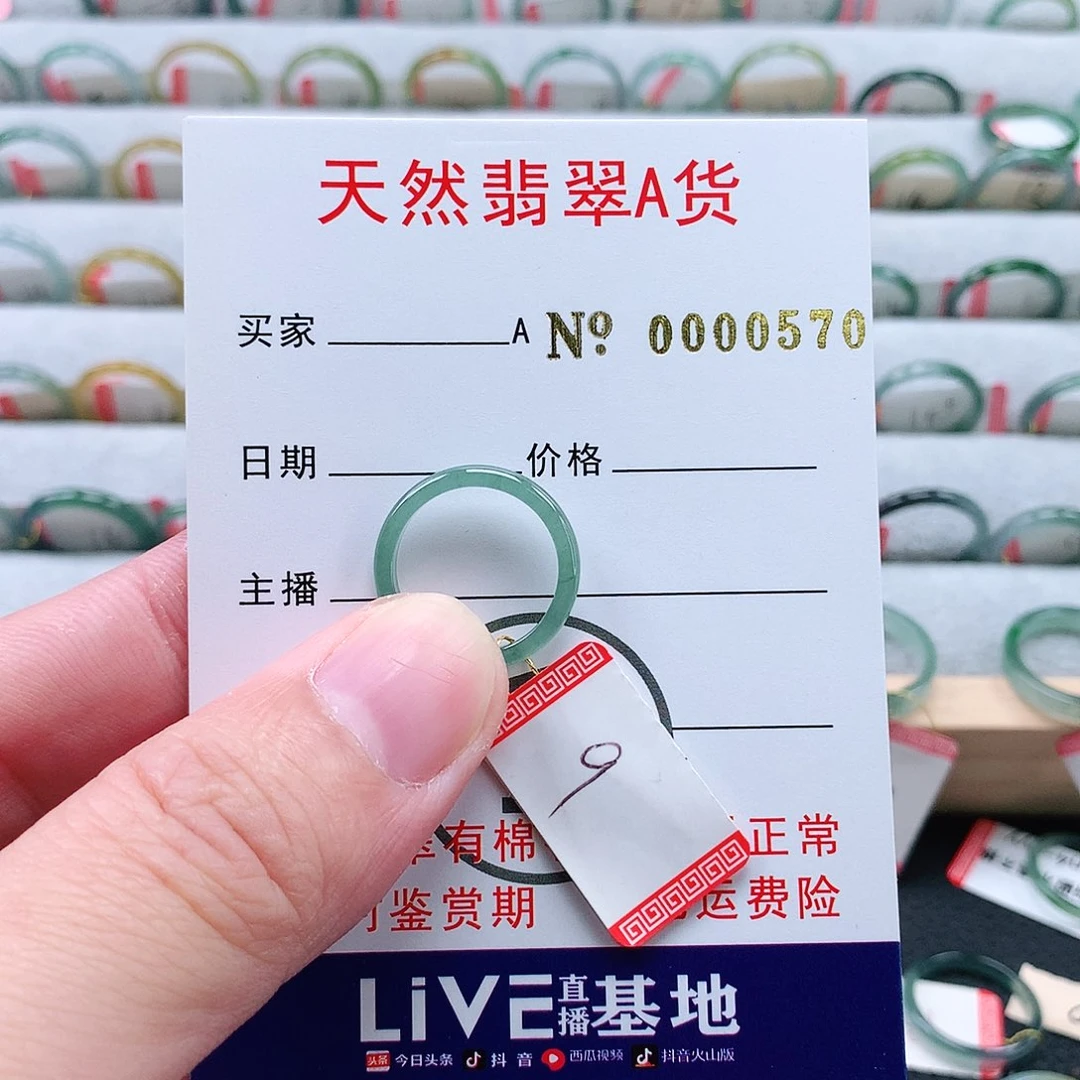 天然翡翠A货
买家 A Nº 0000570
日期 价格
主播
9
有棉 正常
鉴赏期 运费险
LiVE直播基地
头条 今日头条 抖音 西瓜视频 抖音火山版